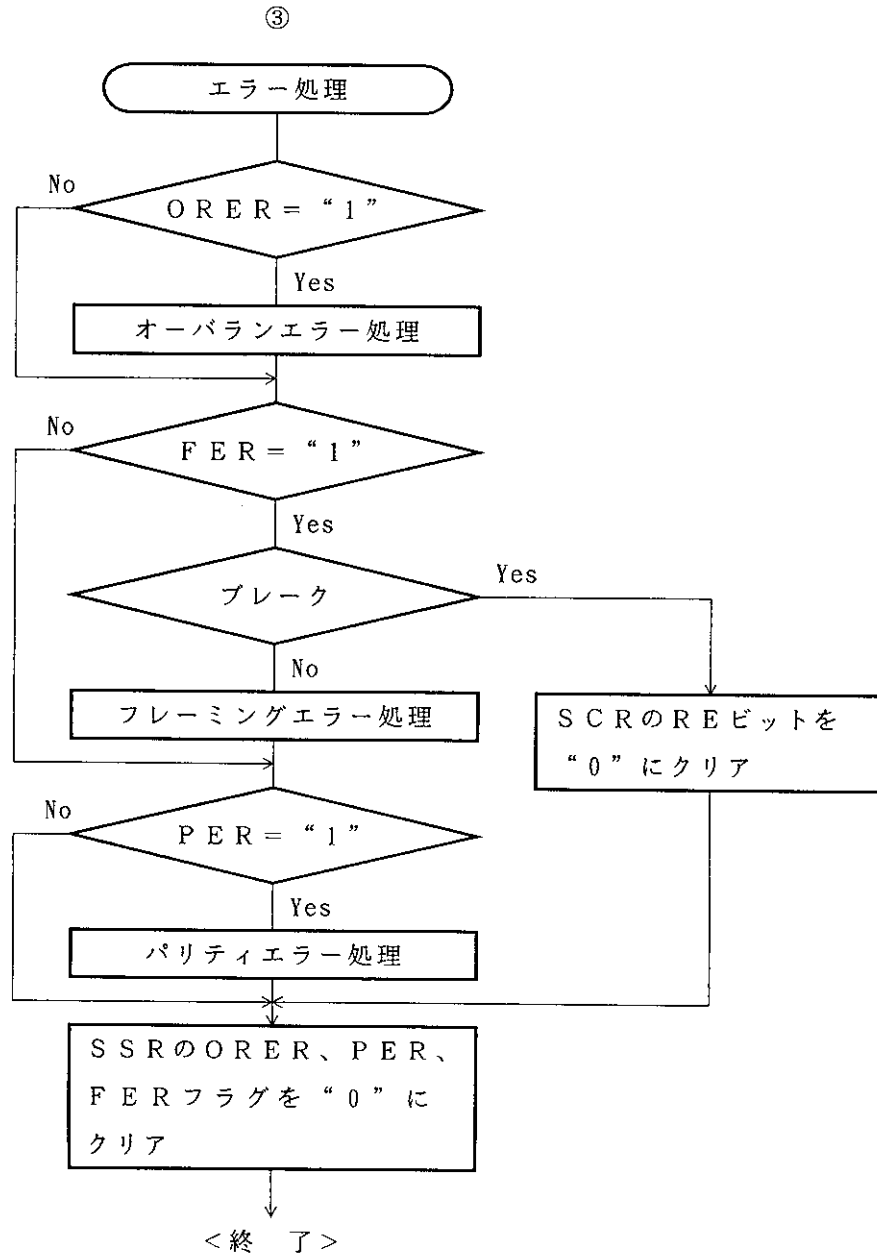 ③
エラー処理
No
ORER=“1”
Yes
オーバランエラー処理
No
FER=“1”
Yes
ブレーク
Yes
No
フレーミングエラー処理
SCRのREビットを
“0”にクリア
No
PER=“1”
Yes
パリティエラー処理
SSRのORER、PER、
FERフラグを“0”に
クリア
<終 了>